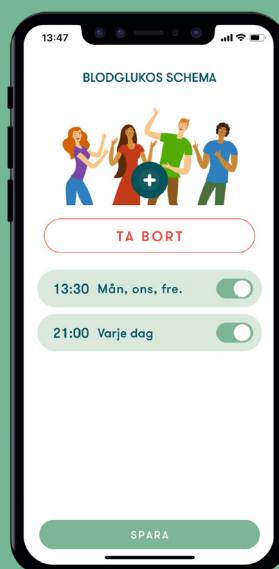 13:47
BLODGLUKOS SCHEMA
+
TA BORT
13:30 Mån, ons, fre.
21:00 Varje dag
SPARA